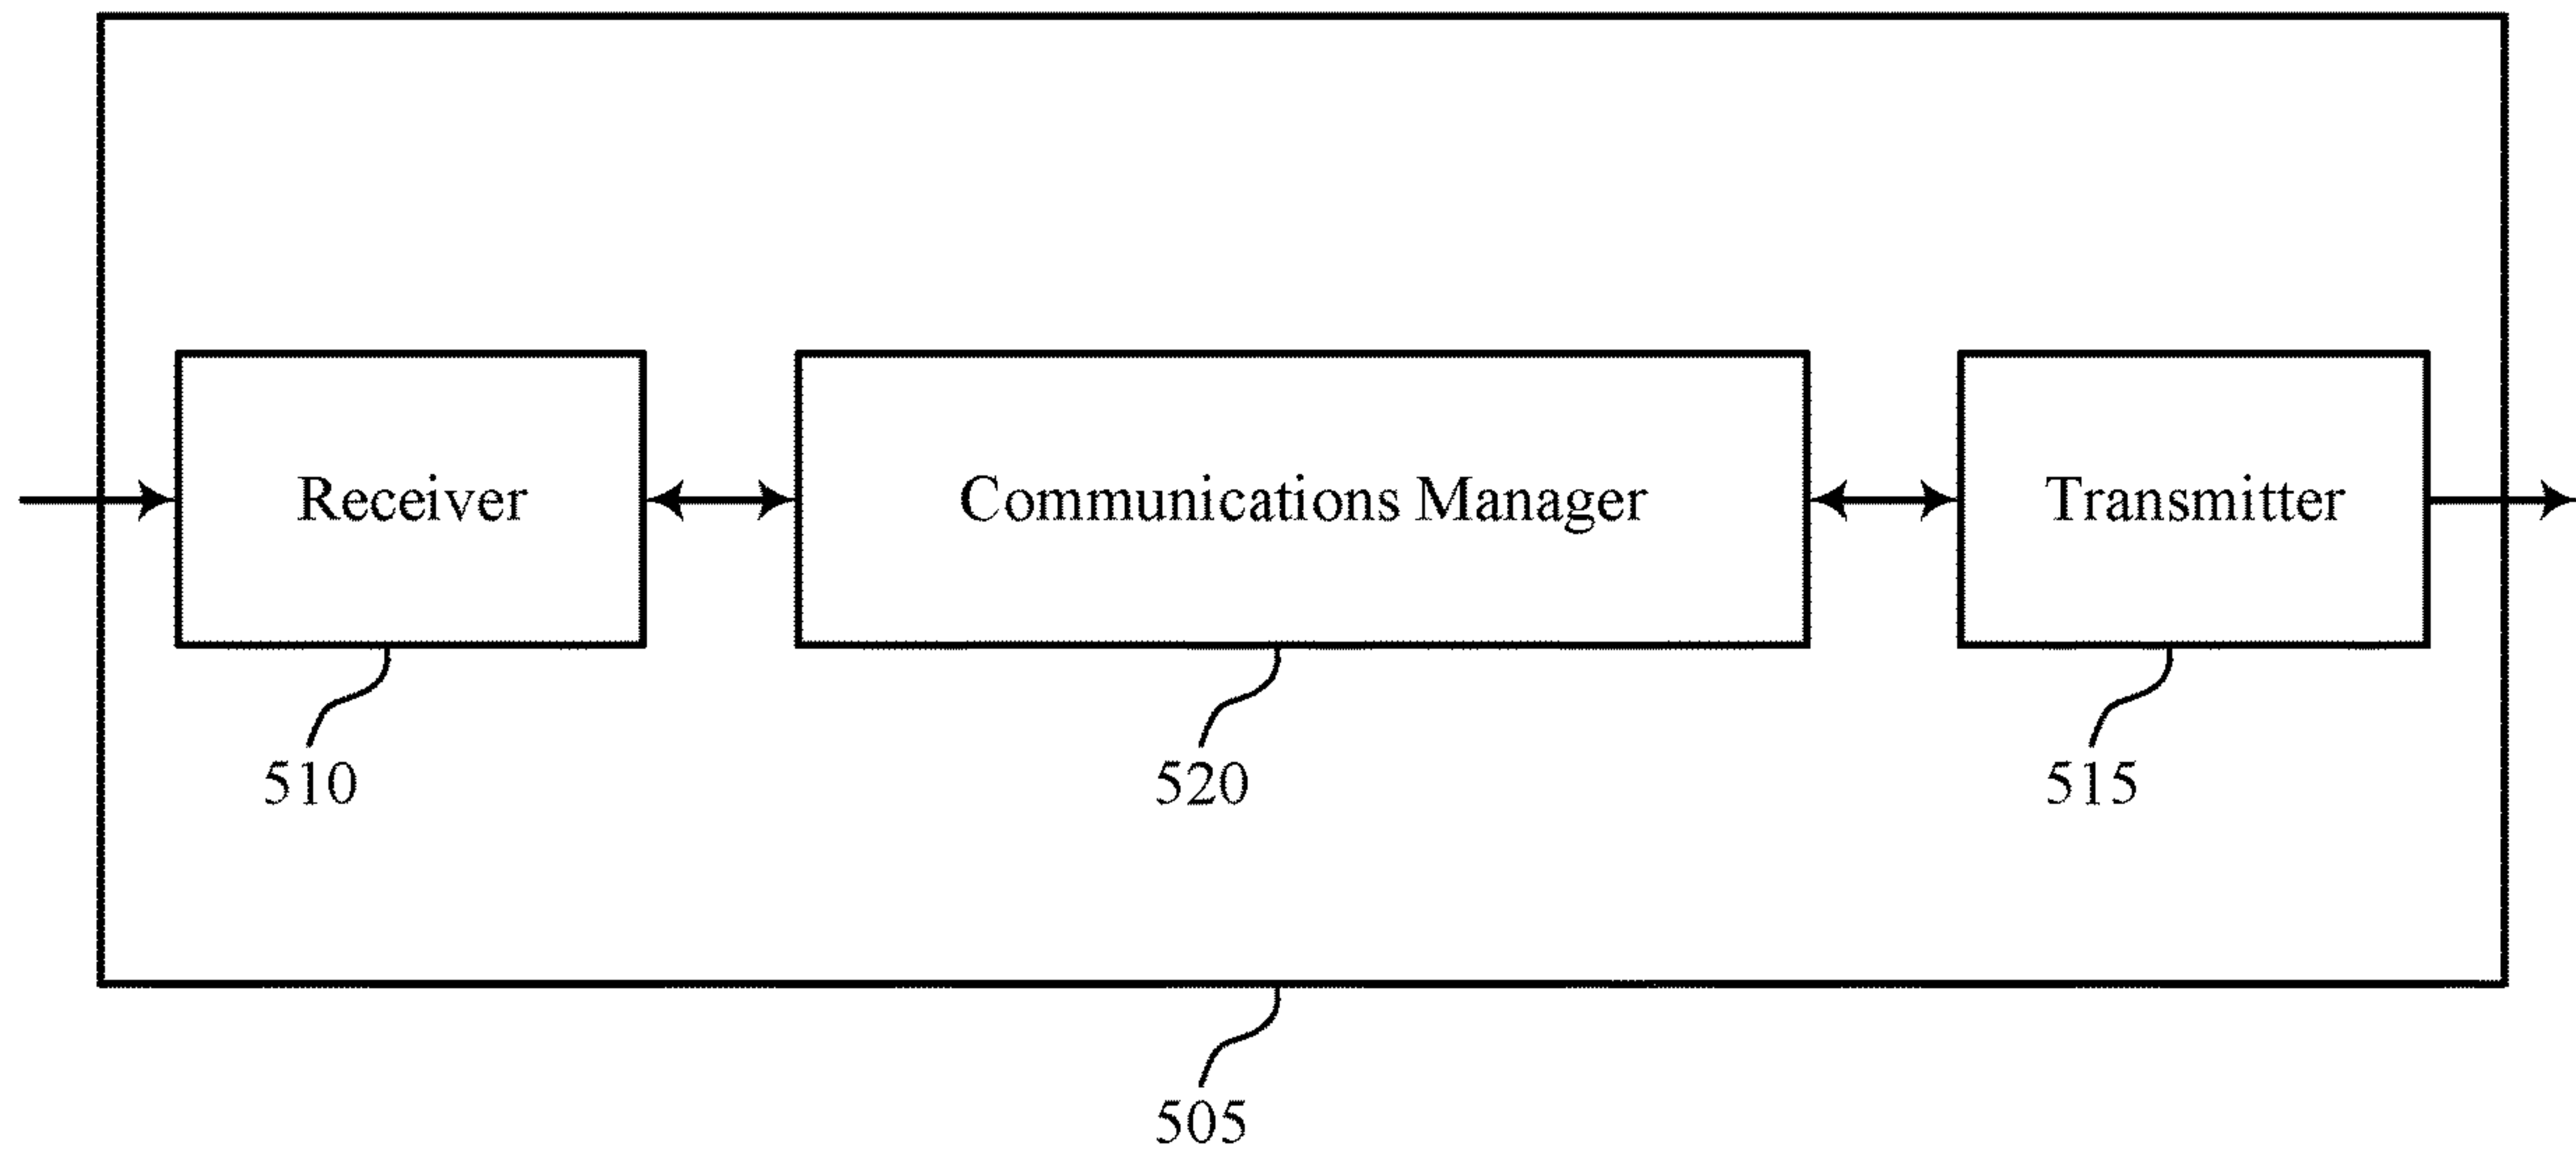 Receiver
Communications Manager
Transmitter
510
520
515
505